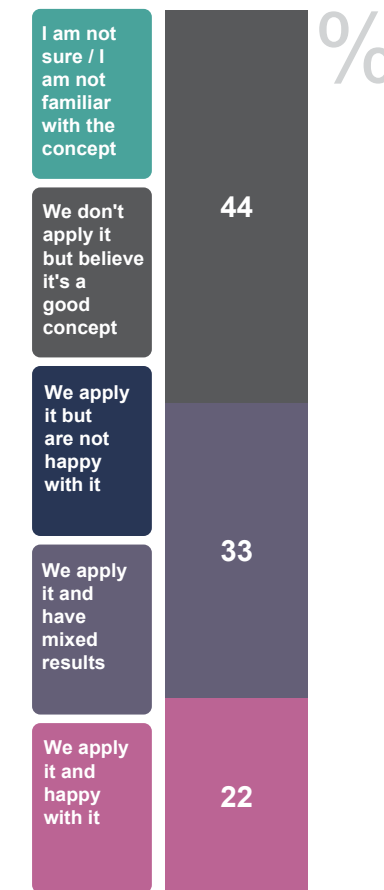 %
I am not
sure / I
am not
familiar
with the
concept
We don't
apply it
but believe
it's a
good
concept
44
We apply
it but
are not
happy
with it
We apply
it and
have
mixed
results
33
We apply
it and
happy
with it
22